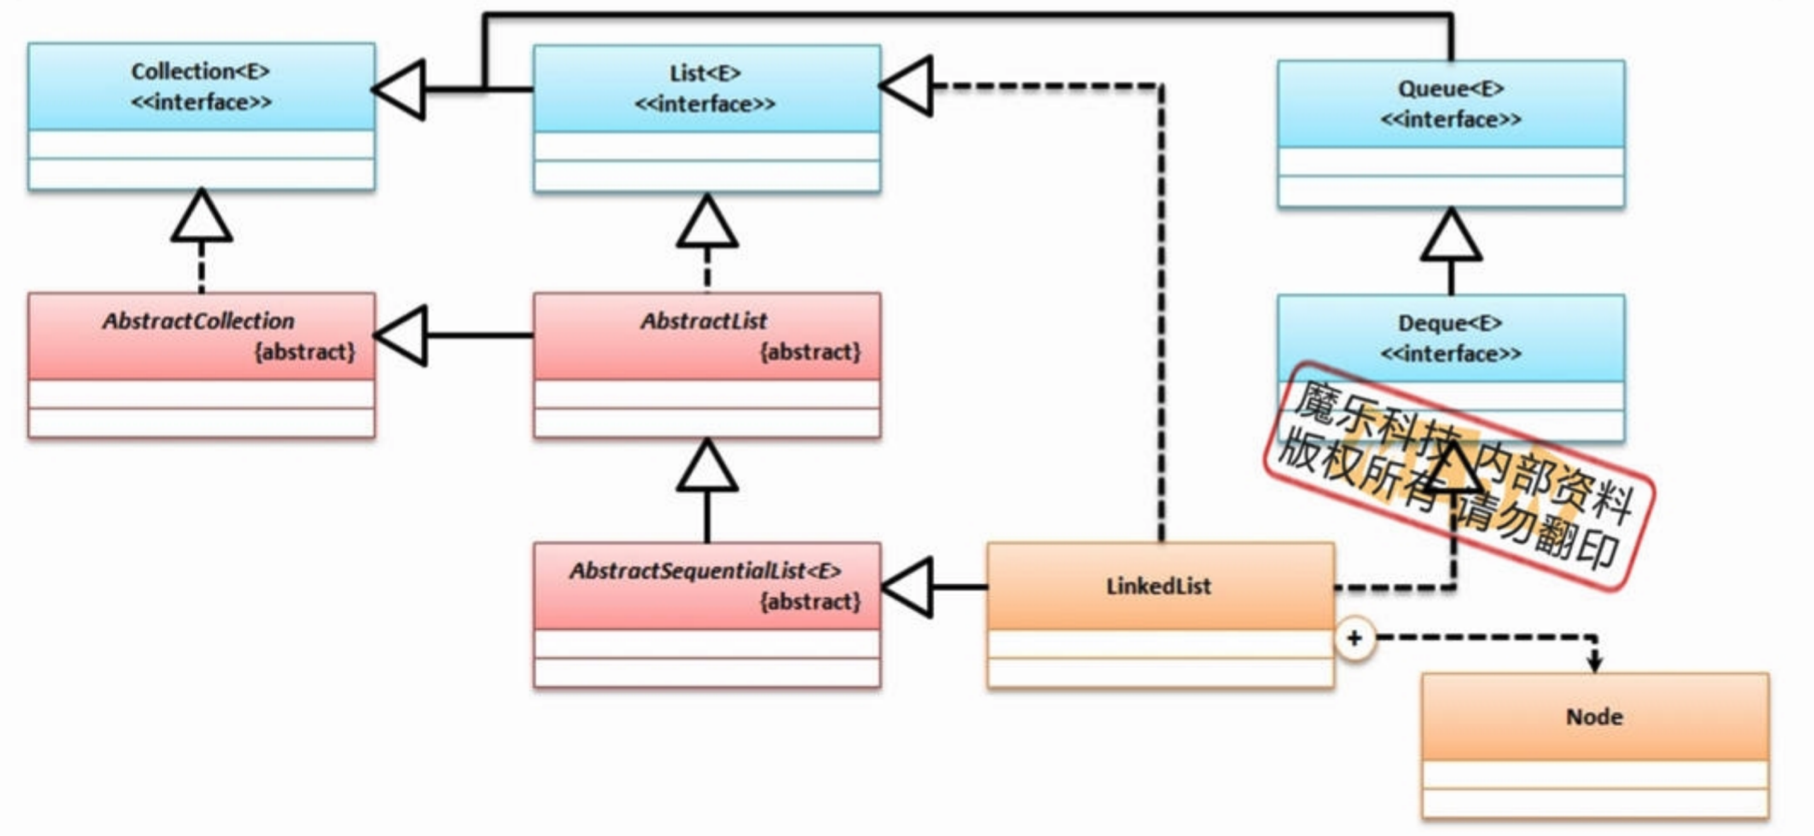 Collection<E>
<<interface>>
List<E>
<<interface>>
Queue<E>
<<interface>>
AbstractCollection
{abstract}
AbstractList
{abstract}
Deque<E>
<<interface>>
魔乐科技 内部资料
版权所有 请勿翻印
AbstractSequentialList<E>
{abstract}
LinkedList
+
Node